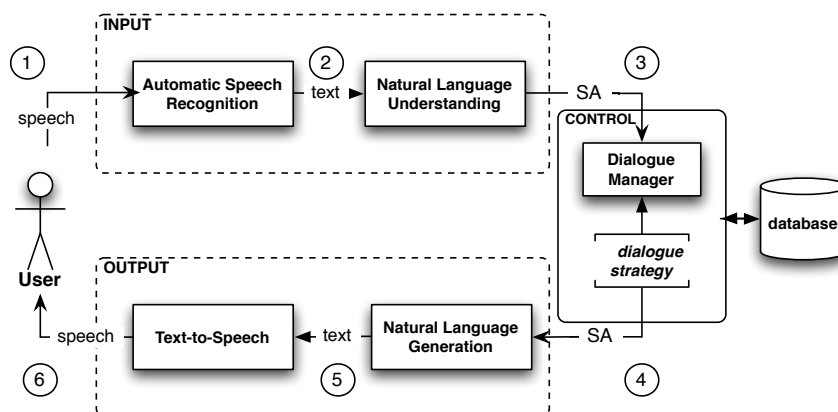 INPUT
1
2
3
Automatic Speech
Recognition
text
Natural Language
Understanding
SA
speech
CONTROL
Dialogue
Manager
database
dialogue
strategy
User
OUTPUT
speech
Text-to-Speech
text
Natural Language
Generation
SA
6
5
4